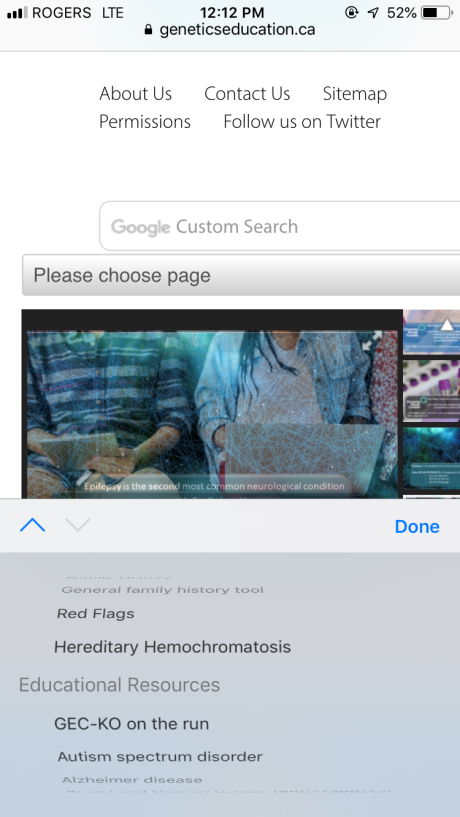 ROGERS LTE 12:12 PM 52%
geneticseducation.ca
About Us Contact Us Sitemap
Permissions Follow us on Twitter
Google Custom Search
Please choose page
Epilepsy is the second most common neurological condition
Done
General family history tool
Red Flags
Hereditary Hemochromatosis
Educational Resources
GEC-KO on the run
Autism spectrum disorder
Alzheimer disease